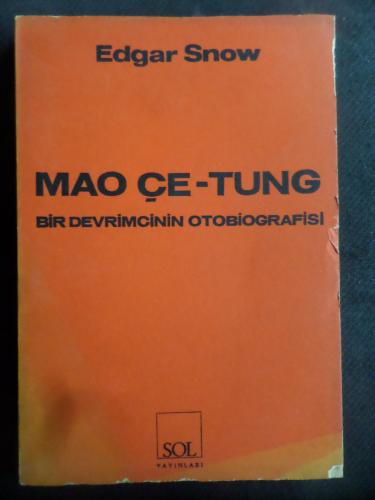 Edgar Snow
MAO ÇE-TUNG
BİR DEVRİMCİNİN OTOBİOGRAFİSİ
SOL
YAYINLARI